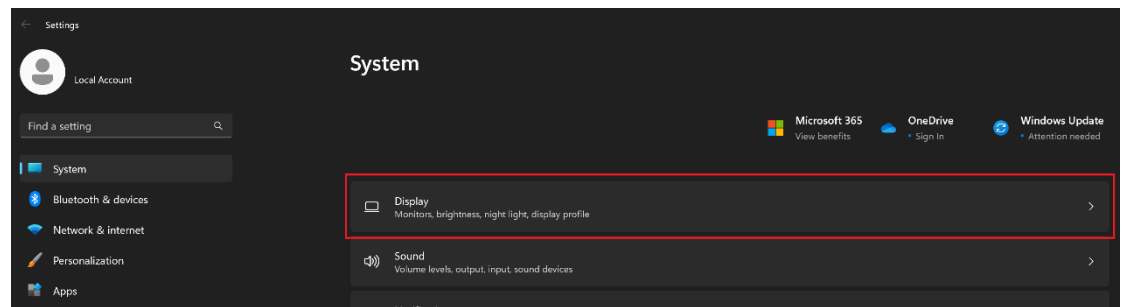 Settings
Local Account
Find a setting
System
Bluetooth & devices
Network & internet
Personalization
Apps
System
Microsoft 365
View benefits
OneDrive
• Sign In
Windows Update
• Attention needed
Display
Monitors, brightness, night light, display profile
Sound
Volume levels, output, input, sound devices